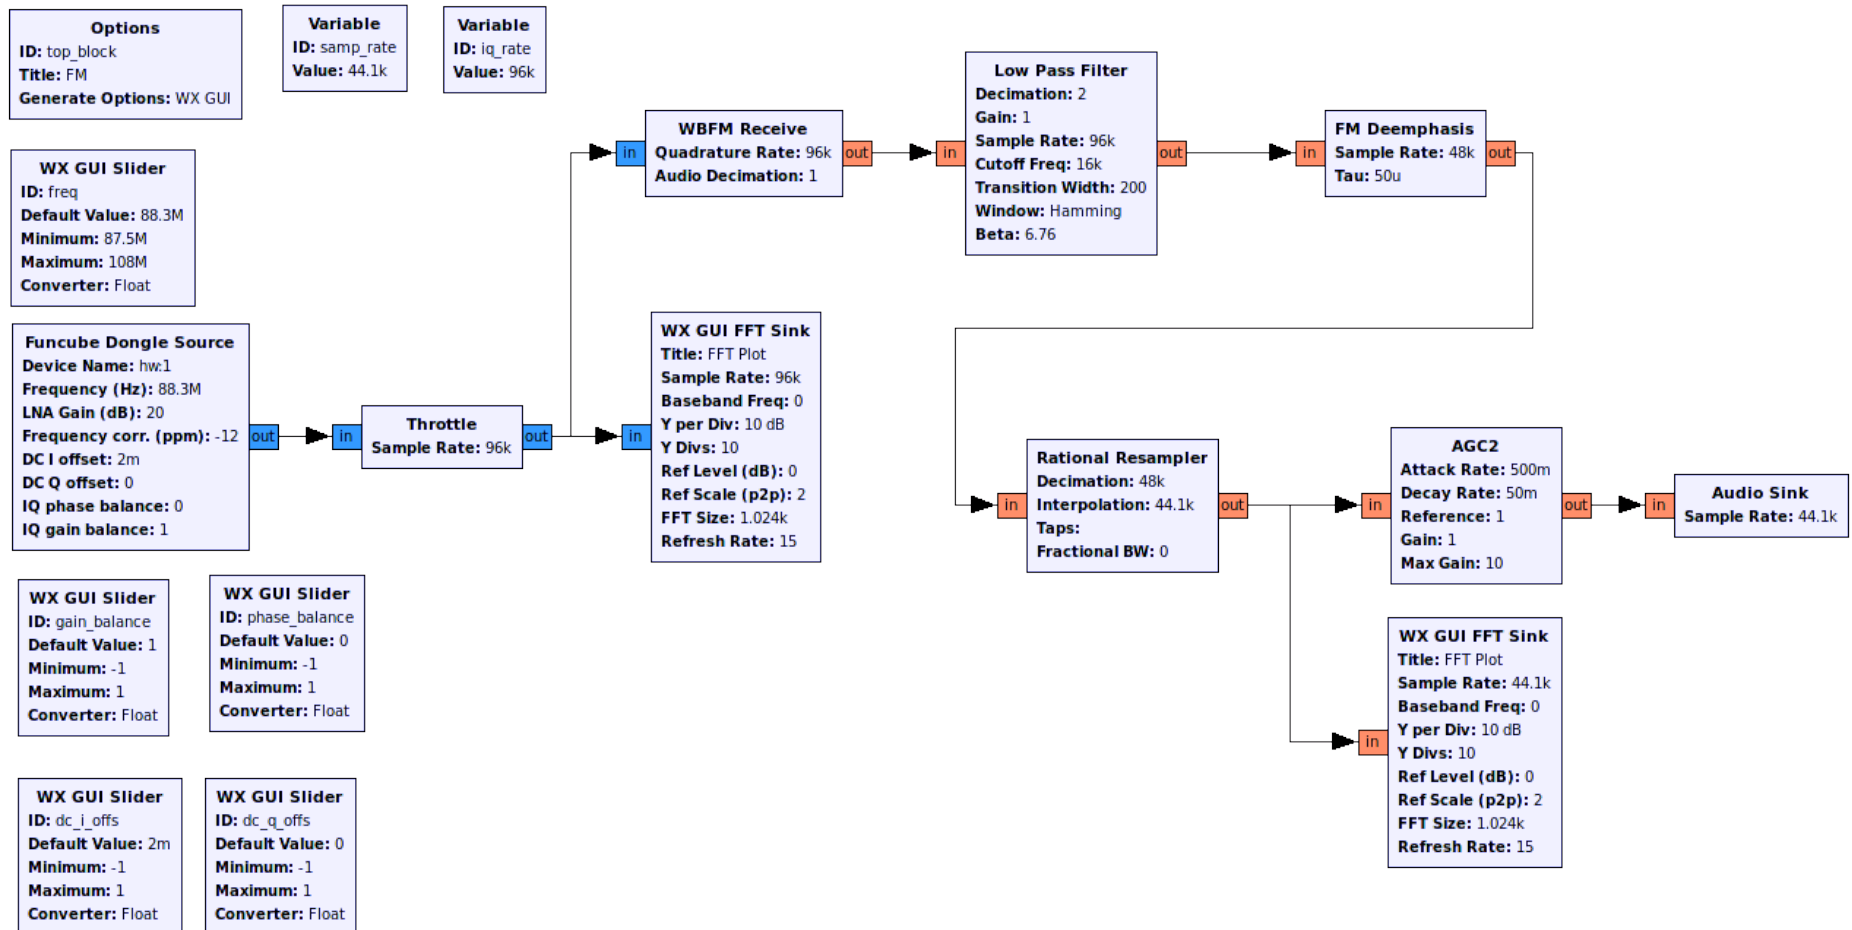 Options
ID: top_block
Title: FM
Generate Options: WX GUI
Variable
ID: samp_rate
Value: 44.1k
Variable
ID: iq_rate
Value: 96k
WX GUI Slider
ID: freq
Default Value: 88.3M
Minimum: 87.5M
Maximum: 108M
Converter: Float
Funcube Dongle Source
Device Name: hw:1
Frequency (Hz): 88.3M
LNA Gain (dB): 20
Frequency corr. (ppm): -12
DC I offset: 2m
DC Q offset: 0
IQ phase balance: 0
IQ gain balance: 1
out
in
Throttle
Sample Rate: 96k
out
in
WBFM Receive
Quadrature Rate: 96k
Audio Decimation: 1
out
in
WX GUI FFT Sink
Title: FFT Plot
Sample Rate: 96k
Baseband Freq: 0
Y per Div: 10 dB
Y Divs: 10
Ref Level (dB): 0
Ref Scale (p2p): 2
FFT Size: 1.024k
Refresh Rate: 15
in
Low Pass Filter
Decimation: 2
Gain: 1
Sample Rate: 96k
Cutoff Freq: 16k
Transition Width: 200
Window: Hamming
Beta: 6.76
out
in
FM Deemphasis
Sample Rate: 48k
Tau: 50u
out
in
Rational Resampler
Decimation: 48k
Interpolation: 44.1k
Taps:
Fractional BW: 0
out
in
AGC2
Attack Rate: 500m
Decay Rate: 50m
Reference: 1
Gain: 1
Max Gain: 10
out
in
Audio Sink
Sample Rate: 44.1k
in
WX GUI FFT Sink
Title: FFT Plot
Sample Rate: 44.1k
Baseband Freq: 0
Y per Div: 10 dB
Y Divs: 10
Ref Level (dB): 0
Ref Scale (p2p): 2
FFT Size: 1.024k
Refresh Rate: 15
WX GUI Slider
ID: gain_balance
Default Value: 1
Minimum: -1
Maximum: 1
Converter: Float
WX GUI Slider
ID: phase_balance
Default Value: 0
Minimum: -1
Maximum: 1
Converter: Float
WX GUI Slider
ID: dc_i_offs
Default Value: 2m
Minimum: -1
Maximum: 1
Converter: Float
WX GUI Slider
ID: dc_q_offs
Default Value: 0
Minimum: -1
Maximum: 1
Converter: Float